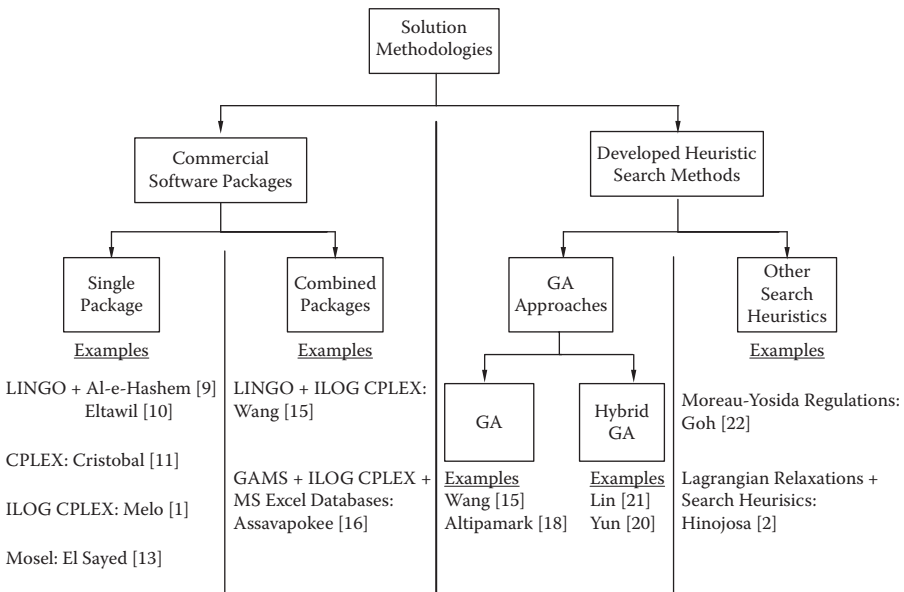 Solution
Methodologies
Commercial
Software Packages
Developed Heuristic
Search Methods
Single
Package
Combined
Packages
GA
Approaches
Other
Search
Heuristics
Examples
LINGO + Al-e-Hashem [9]
Eltawil [10]
CPLEX: Cristobal [11]
ILOG CPLEX: Melo [1]
Mosel: El Sayed [13]
Examples
LINGO + ILOG CPLEX:
Wang [15]
GAMS + ILOG CPLEX +
MS Excel Databases:
Assavapokee [16]
GA
Examples
Wang [15]
Altipamark [18]
Hybrid
GA
Examples
Lin [21]
Yun [20]
Examples
Moreau-Yosida Regulations:
Goh [22]
Lagrangian Relaxations +
Search Heurisics:
Hinojosa [2]